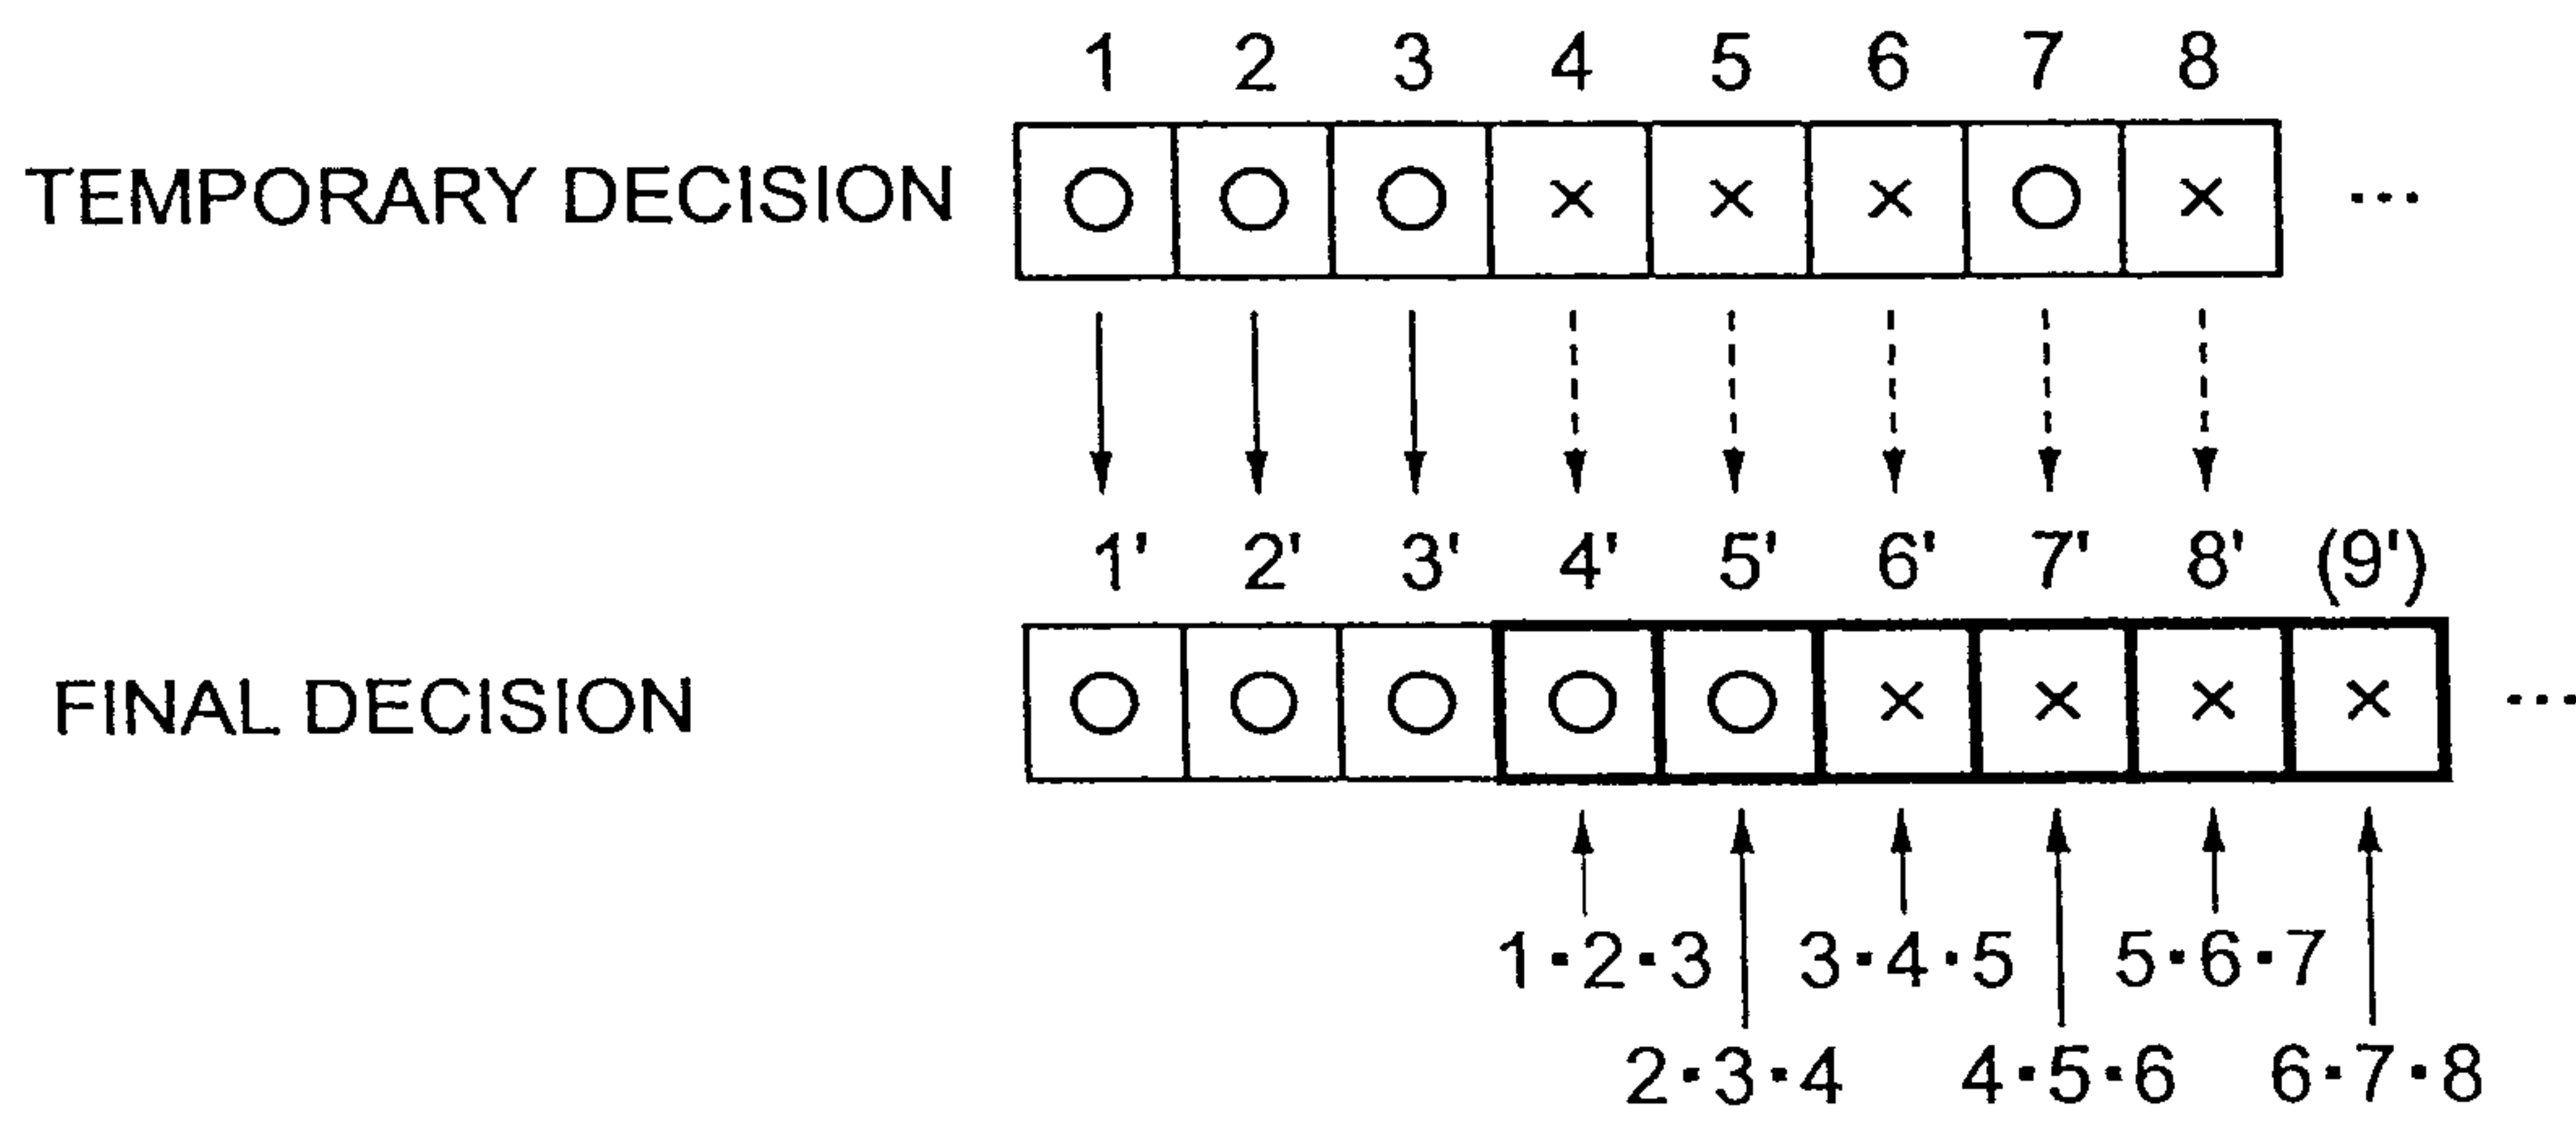 1 2 3 4 5 6 7 8
TEMPORARY DECISION ○ ○ ○ × × × ○ × ...
1' 2' 3' 4' 5' 6' 7' 8' (9')
FINAL DECISION ○ ○ ○ ○ ○ × × × × ...
1·2·3 3·4·5 5·6·7
2·3·4 4·5·6 6·7·8